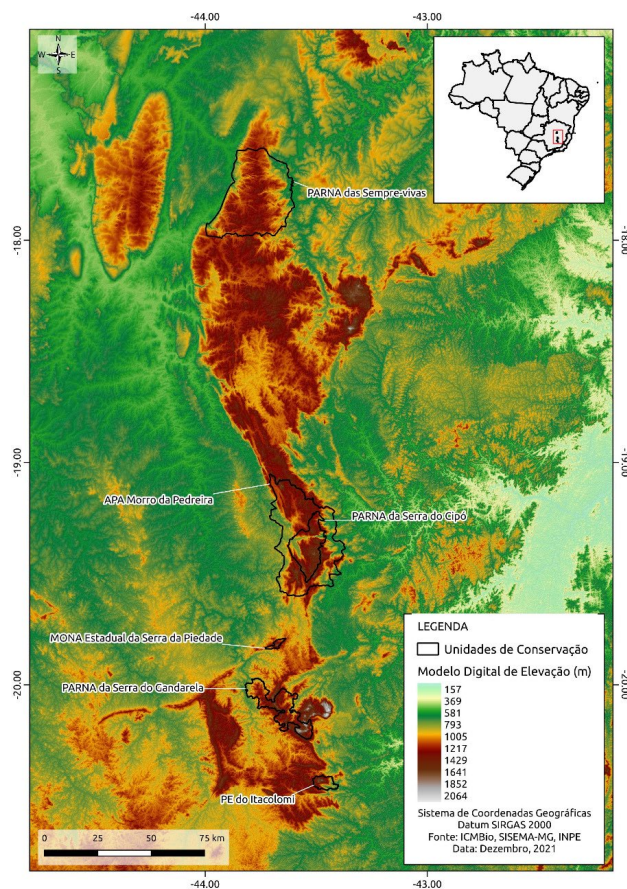 -44.00
-43.00
N
W
E
S
PARNA das Sempre-vivas
-18.00
-18.00
-19.00
-19.00
APA Morro da Pedreira
PARNA da Serra do Cipó
MONA Estadual da Serra da Piedade
PARNA da Serra do Gandarela
-20.00
-20.00
PE do Itacolomi
LEGENDA
Unidades de Conservação
Modelo Digital de Elevação (m)
157
369
581
793
1005
1217
1429
1641
1852
2064
Sistema de Coordenadas Geográficas
Datum SIRGAS 2000
Fonte: ICMBio, SISEMA-MG, INPE
Data: Dezembro, 2021
0
25
50
75 km
-44.00
-43.00